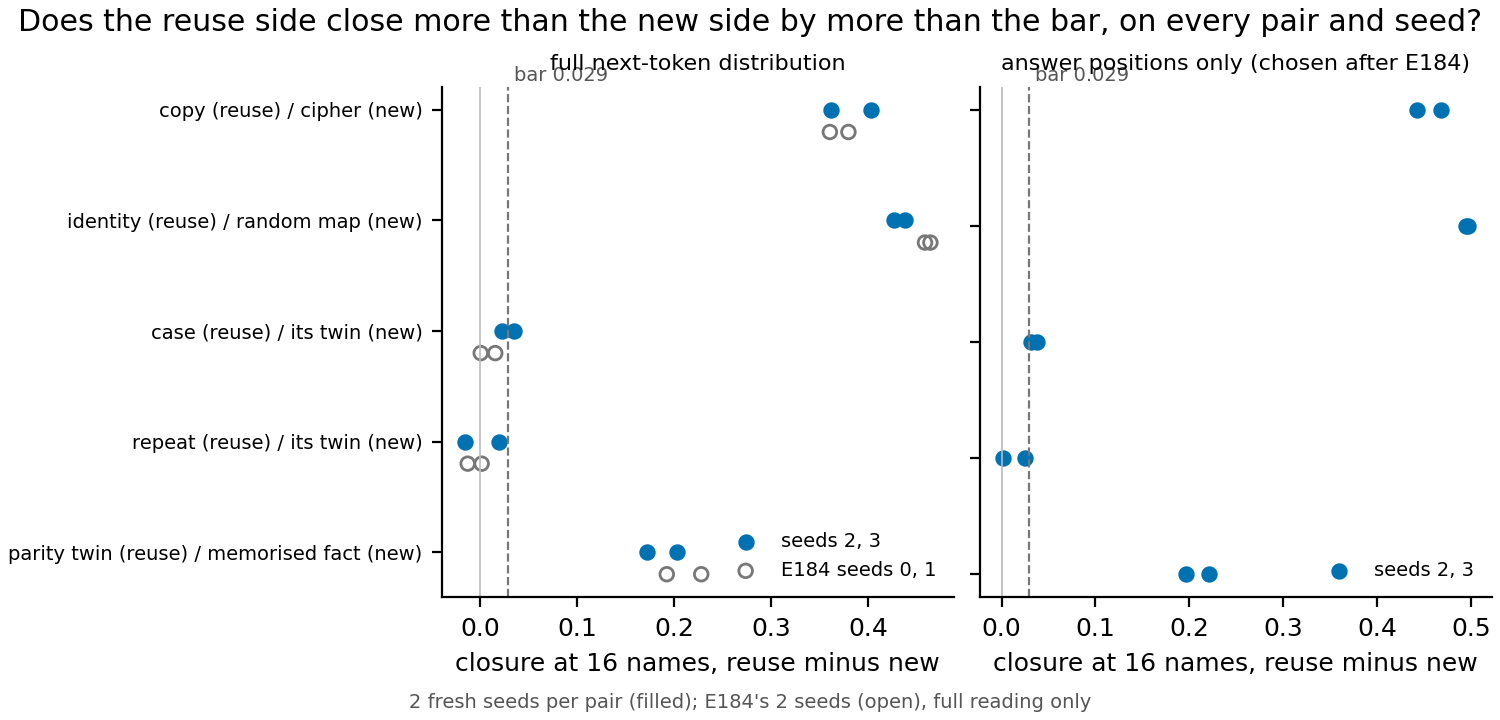 Does the reuse side close more than the new side by more than the bar, on every pair and seed?
full next-token distribution
answer positions only (chosen after E184)
bar 0.029
bar 0.029
copy (reuse) / cipher (new)
identity (reuse) / random map (new)
case (reuse) / its twin (new)
repeat (reuse) / its twin (new)
parity twin (reuse) / memorised fact (new)
seeds 2, 3
E184 seeds 0, 1
seeds 2, 3
0.0 0.1 0.2 0.3 0.4
0.0 0.1 0.2 0.3 0.4 0.5
closure at 16 names, reuse minus new
closure at 16 names, reuse minus new
2 fresh seeds per pair (filled); E184's 2 seeds (open), full reading only